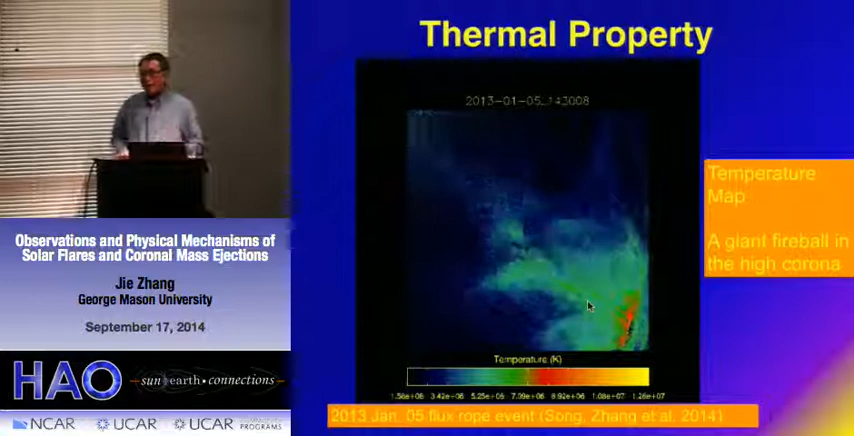 Thermal Property
2013-01-05_143008
Temperature
Map
A giant fireball in
the high corona
Temperature (K)
1.58e+06 3.42e+06 5.25e+06 7.09e+06 8.92e+06 1.08e+07 1.26e+07
2013 Jan. 05 flux rope event (Song, Zhang et al. 2014)
Observations and Physical Mechanisms of
Solar Flares and Coronal Mass Ejections
Jie Zhang
George Mason University
September 17, 2014
HAO
sun earth • connections
NCAR UCAR UCAR
PROGRAMS